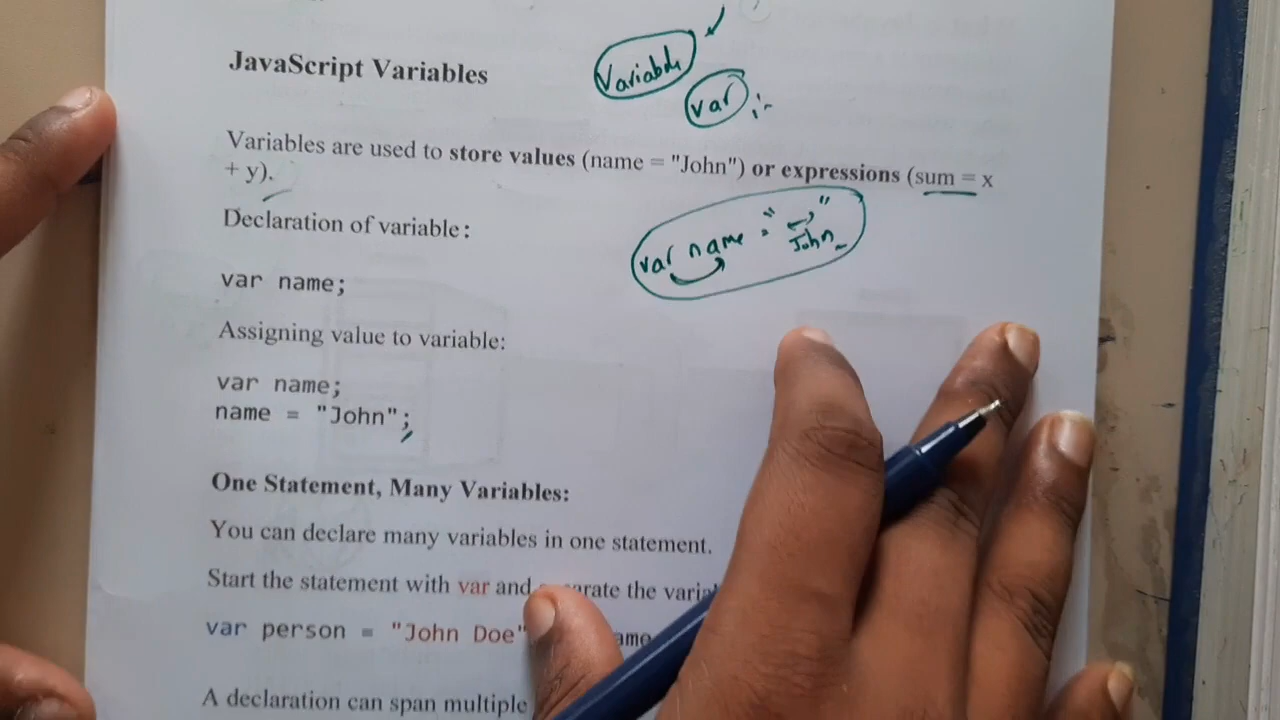 Variable
JavaScript Variables
var :-
Variables are used to store values (name = "John") or expressions (sum = x
+ y).
Declaration of variable:
var name = " "
John
var name;
Assigning value to variable:
var name;
name = "John";
One Statement, Many Variables:
You can declare many variables in one statement.
Start the statement with var and the
var person = "John Doe"
A declaration can span multiple